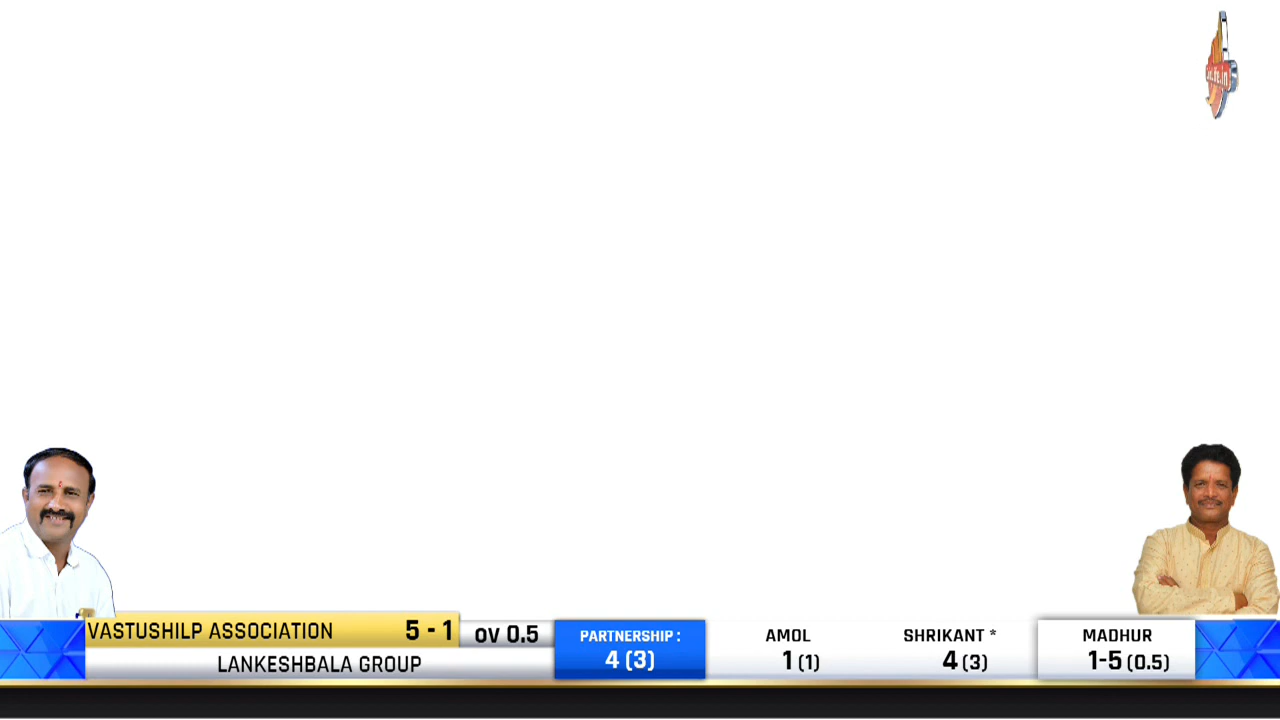 VASTUSHILP ASSOCIATION 5 - 1
OV 0.5
LANKESHBALA GROUP
PARTNERSHIP :
4 (3)
AMOL
1 (1)
SHRIKANT *
4 (3)
MADHUR
1-5 (0.5)